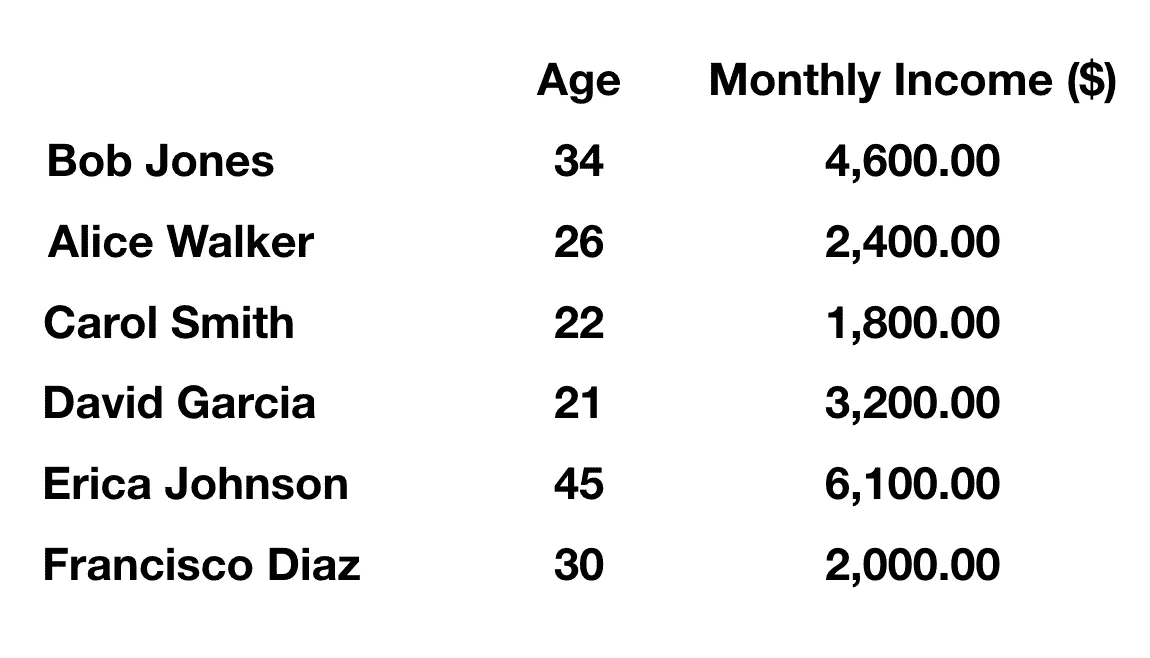 Age Monthly Income ($)
Bob Jones 34 4,600.00
Alice Walker 26 2,400.00
Carol Smith 22 1,800.00
David Garcia 21 3,200.00
Erica Johnson 45 6,100.00
Francisco Diaz 30 2,000.00